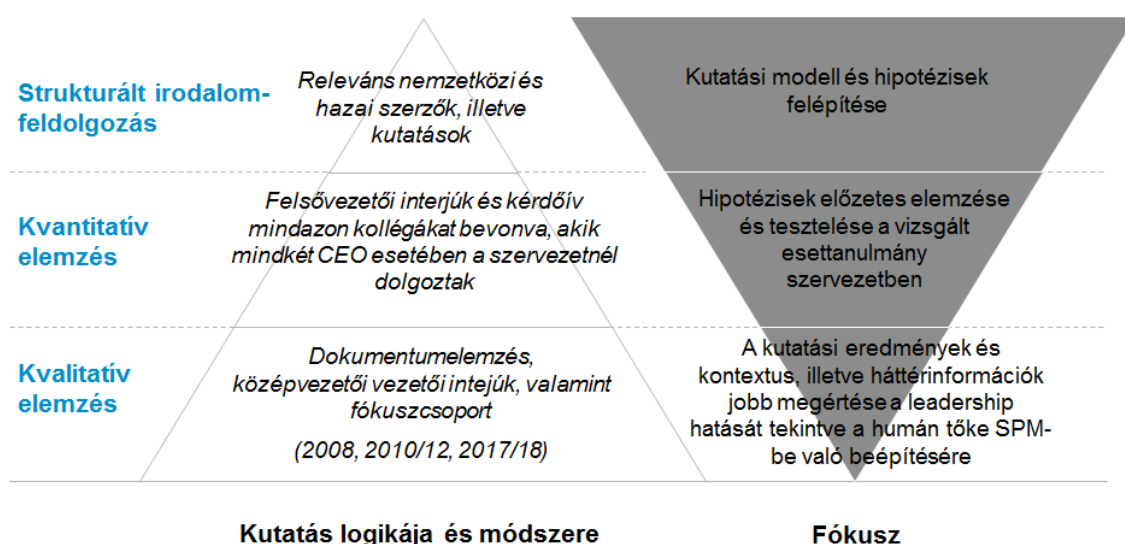 Strukturált irodalom-
feldolgozás
Releváns nemzetközi és
hazai szerzők, illetve
kutatások
Kutatási modell és hipotézisek
felépítése
Kvantitatív
elemzés
Felsővezetői interjúk és kérdőív
mindazon kollégákat bevonva, akik
mindkét CEO esetében a szervezetnél
dolgoztak
Hipotézisek előzetes elemzése
és tesztelése a vizsgált
esettanulmány
szervezetben
Kvalitatív
elemzés
Dokumentumelemzés,
középvezetői vezetői intejúk, valamint
fókuszcsoport
(2008, 2010/12, 2017/18)
A kutatási eredmények és
kontextus, illetve háttérinformációk
jobb megértése a leadership
hatását tekintve a humán tőke SPM-
be való beépítésére
Kutatás logikája és módszere
Fókusz